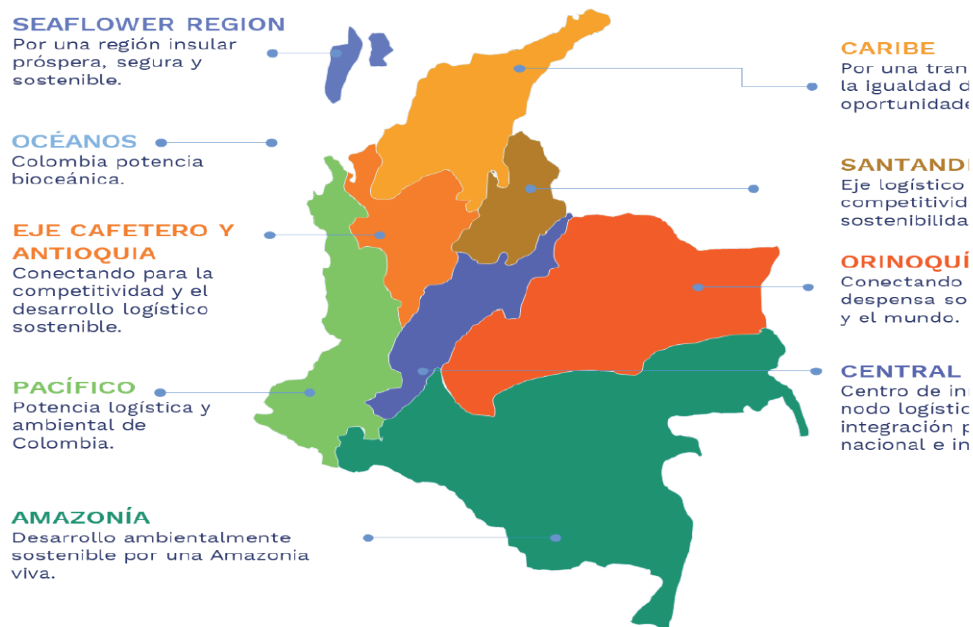 SEAFLOWER REGION
Por una región insular
próspera, segura y
sostenible.
OCÉANOS
Colombia potencia
bioceánica.
EJE CAFETERO Y
ANTIOQUIA
Conectando para la
competitividad y el
desarrollo logístico
sostenible.
PACÍFICO
Potencia logística y
ambiental de
Colombia.
AMAZONÍA
Desarrollo ambientalmente
sostenible por una Amazonia
viva.
CARIBE
Por una tran
la igualdad d
oportunidade
SANTANDE
Eje logístico
competivid
sostenibilida
ORINOQUÍ
Conectando
despensa so
y el mundo.
CENTRAL
Centro de in
nodo logístic
integración p
nacional e in